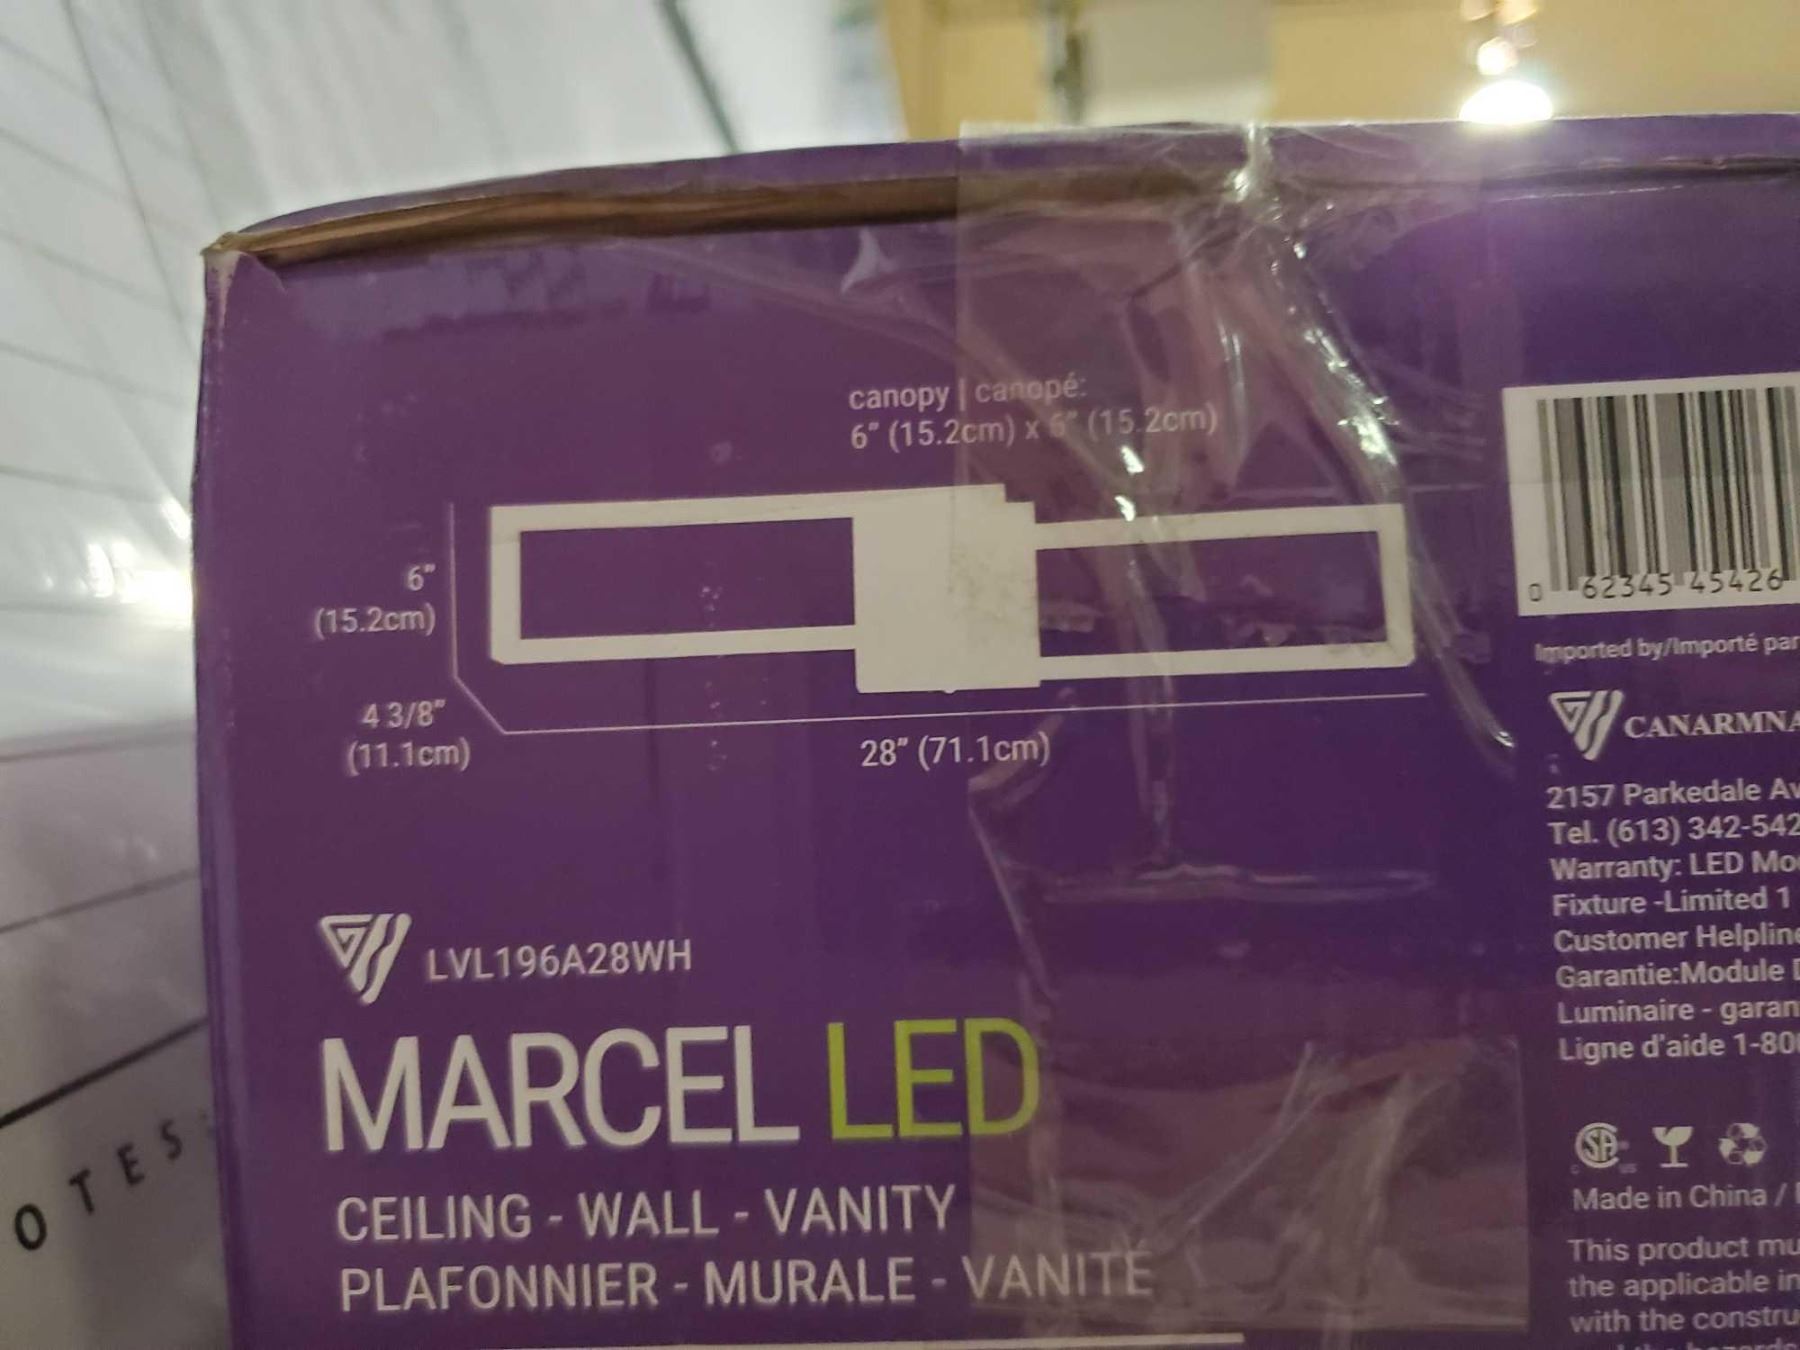 canopy | canopé:
6" (15.2cm) x 6" (15.2cm)
6"
(15.2cm)
4 3/8"
(11.1cm)
28" (71.1cm)
LVL196A28WH
MARCEL LED
CEILING - WALL - VANITY
PLAFONNIER - MURALE - VANITÉ
0 62345 45426
Imported by/Importé par
CANARMNA
2157 Parkedale Av
Tel. (613) 342-542
Warranty: LED Mo
Fixture -Limited 1
Customer Helpline
Garantie:Module
Luminaire - garan
Ligne d'aide 1-80
Made in China /
This product mu
the applicable in
with the constru
OTES: